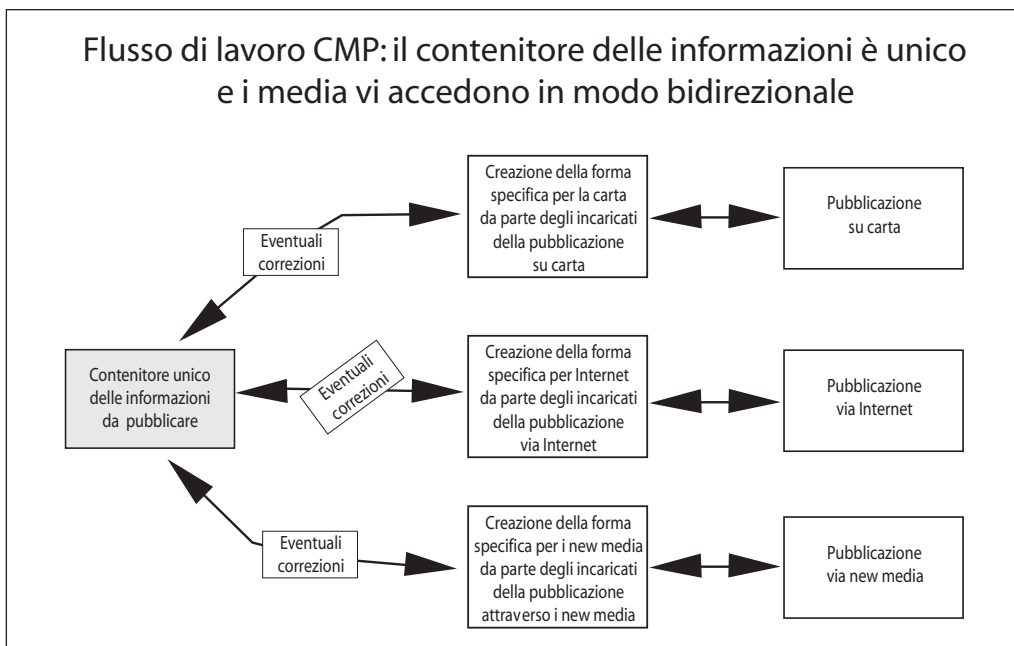 Flusso di lavoro CMP: il contenitore delle informazioni è unico
e i media vi accedono in modo bidirezionale
Creazione della forma
specifica per la carta
da parte degli incaricati
della pubblicazione
su carta
Pubblicazione
su carta
Eventuali
correzioni
Contenitore unico
delle informazioni
da pubblicare
Eventuali
correzioni
Creazione della forma
specifica per Internet
da parte degli incaricati
della pubblicazione
via Internet
Pubblicazione
via Internet
Eventuali
correzioni
Creazione della forma
specifica per i new media
da parte degli incaricati
della pubblicazione
attraverso i new media
Pubblicazione
via new media